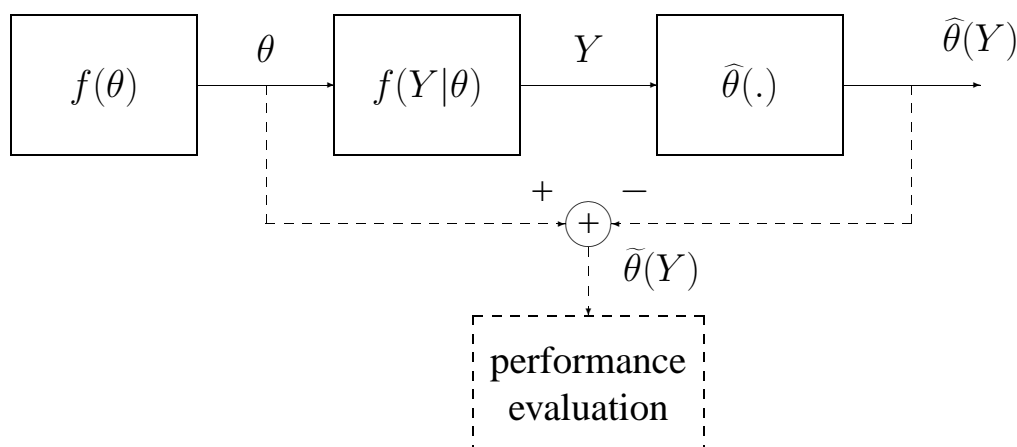 θ
Y
θ̂(Y)
f(θ)
f(Y|θ)
θ̂(.)
+
−
+
θ̃(Y)
performance
evaluation